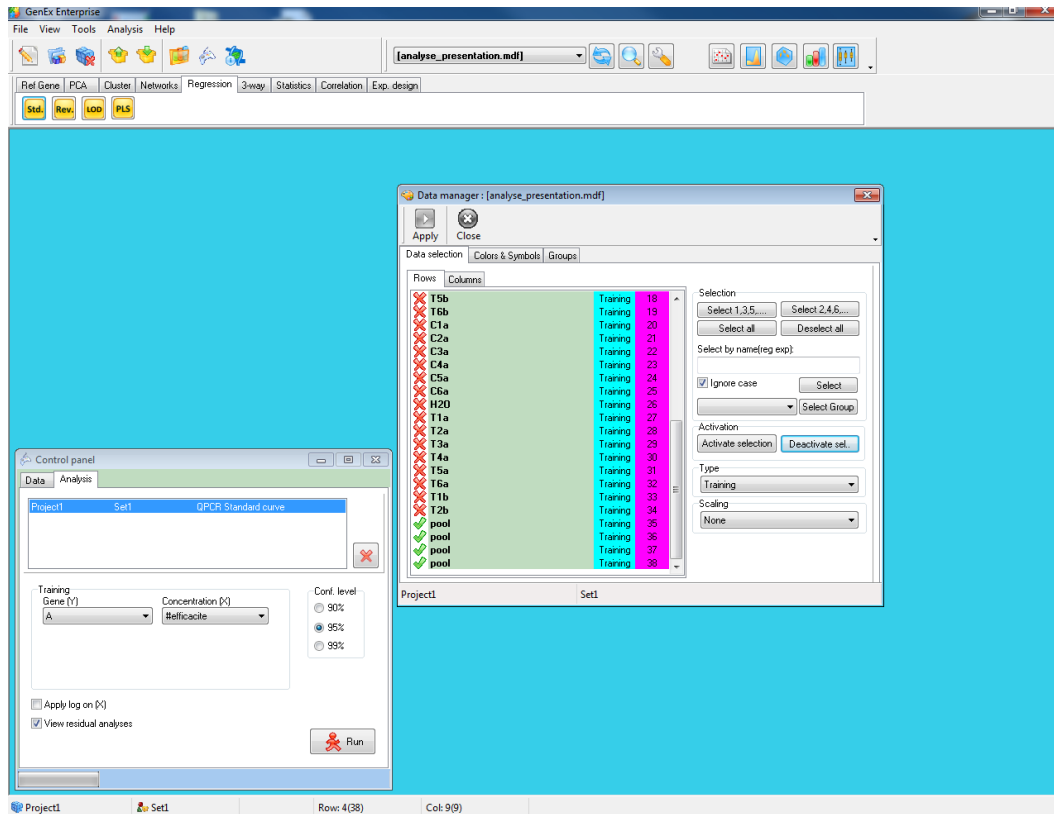 GenEx Enterprise
File View Tools Analysis Help
[analyse_presentation.mdf]
Ref Gene PCA Cluster Networks Regression 3-way Statistics Correlation Exp. design
Std. Rev. LOD PLS
Data manager : [analyse_presentation.mdf]
Apply Close
Data selection Colors & Symbols Groups
Rows Columns
T5b Training 18
T6b Training 19
C1a Training 20
C2a Training 21
C3a Training 22
C4a Training 23
C5a Training 24
C6a Training 25
H2O Training 26
T1a Training 27
T2a Training 28
T3a Training 29
T4a Training 30
T5a Training 31
T6a Training 32
T1b Training 33
T2b Training 34
pool Training 35
pool Training 36
pool Training 37
pool Training 38
Selection
Select 1,3,5,.... Select 2,4,6,...
Select all Deselect all
Select by name(reg exp):
Ignore case Select
Select Group
Activation
Activate selection Deactivate sel..
Type
Training
Scaling
None
Project1 Set1
Control panel
Data Analysis
Project1 Set1 QPCR Standard curve
Training
Gene (Y) Concentration (X)
A #efficacite
Conf. level
90%
95%
99%
Apply log on (X)
View residual analyses
Run
Project1 Set1 Row: 4(38) Col: 9(9)